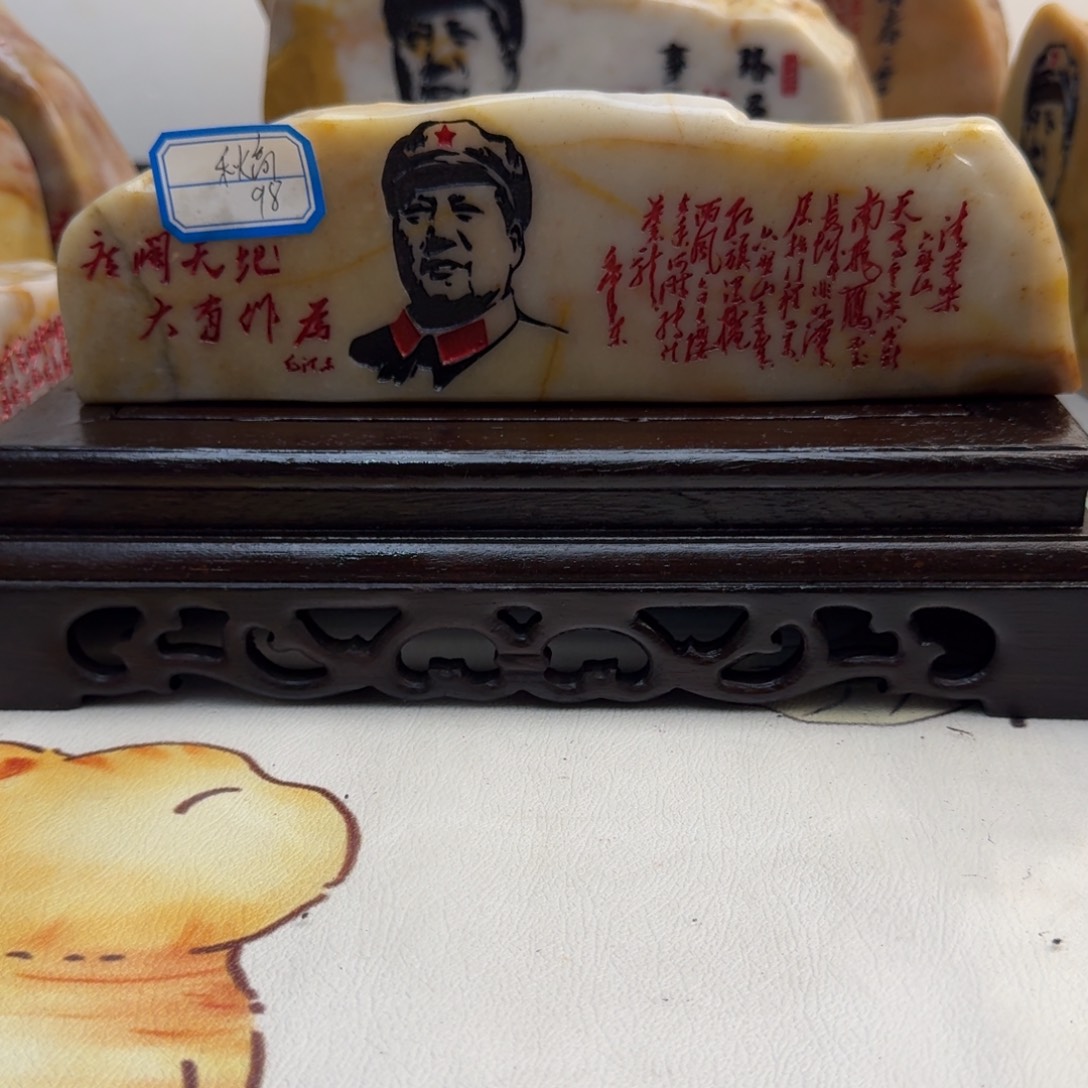 广阔天地
大有作为
毛泽东
98
清平乐
六盘山
天高云淡望断
南飞雁不到
长城非好汉
屈指行程二万
六盘山上高峰
红旗漫卷
西风今日长缨
在手何时缚住
苍龙
毛泽东